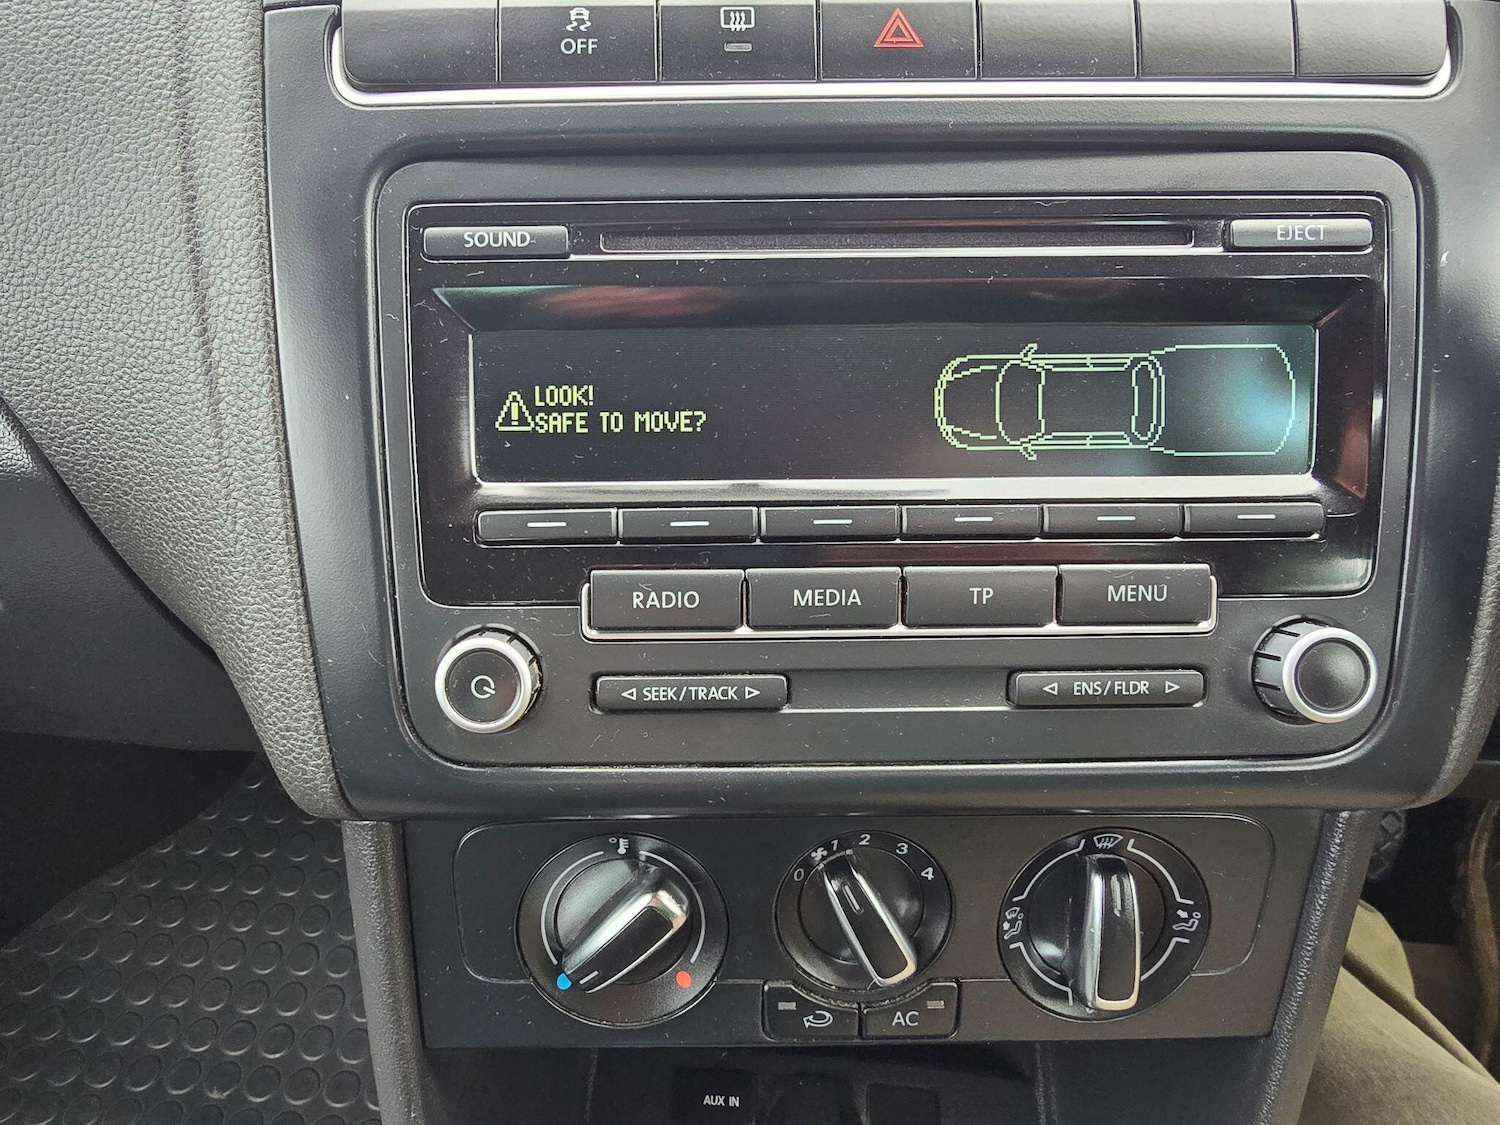 OFF
SOUND
EJECT
LOOK!
SAFE TO MOVE?
RADIO
MEDIA
TP
MENU
SEEK/TRACK
ENS/FLDR
0 1 2 3 4
AC
AUX IN